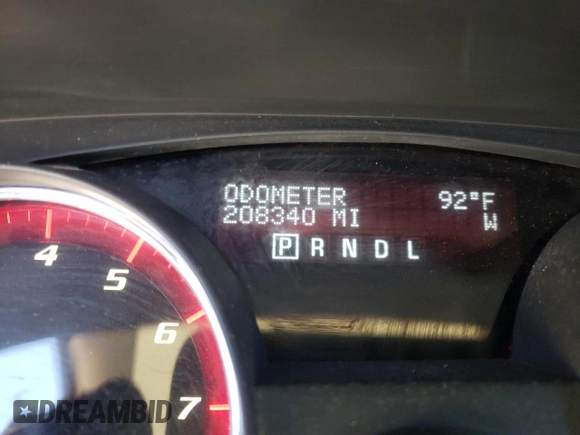 ODOMETER 92°F
208340 MI W
P R N D L
4
5
6
7
DREAMBID